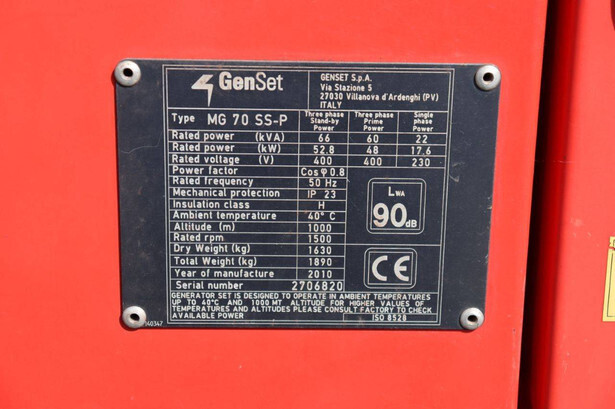 GenSet
GENSET S.p.A.
Via Stazione 5
27030 Villanova d'Ardenghi (PV)
ITALY
Type MG 70 SS-P
Three phase Stand-by Power
Three phase Prime Power
Single phase Power
Rated power (kVA) 66 60 22
Rated power (kW) 52.8 48 17.6
Rated voltage (V) 400 400 230
Power factor Cos φ 0.8
Rated frequency 50 Hz
Mechanical protection IP 23
Insulation class H
Ambient temperature 40° C
Altitude (m) 1000
Rated rpm 1500
Dry Weight (kg) 1630
Total Weight (kg) 1890
Year of manufacture 2010
Serial number 2706820
LWA
90dB
CE
GENERATOR SET IS DESIGNED TO OPERATE IN AMBIENT TEMPERATURES
UP TO 40°C AND 1000 MT ALTITUDE FOR HIGHER VALUES OF
TEMPERATURES AND ALTITUDES PLEASE CONSULT FACTORY TO CHECK
AVAILABLE POWER
ISO 8528
140347